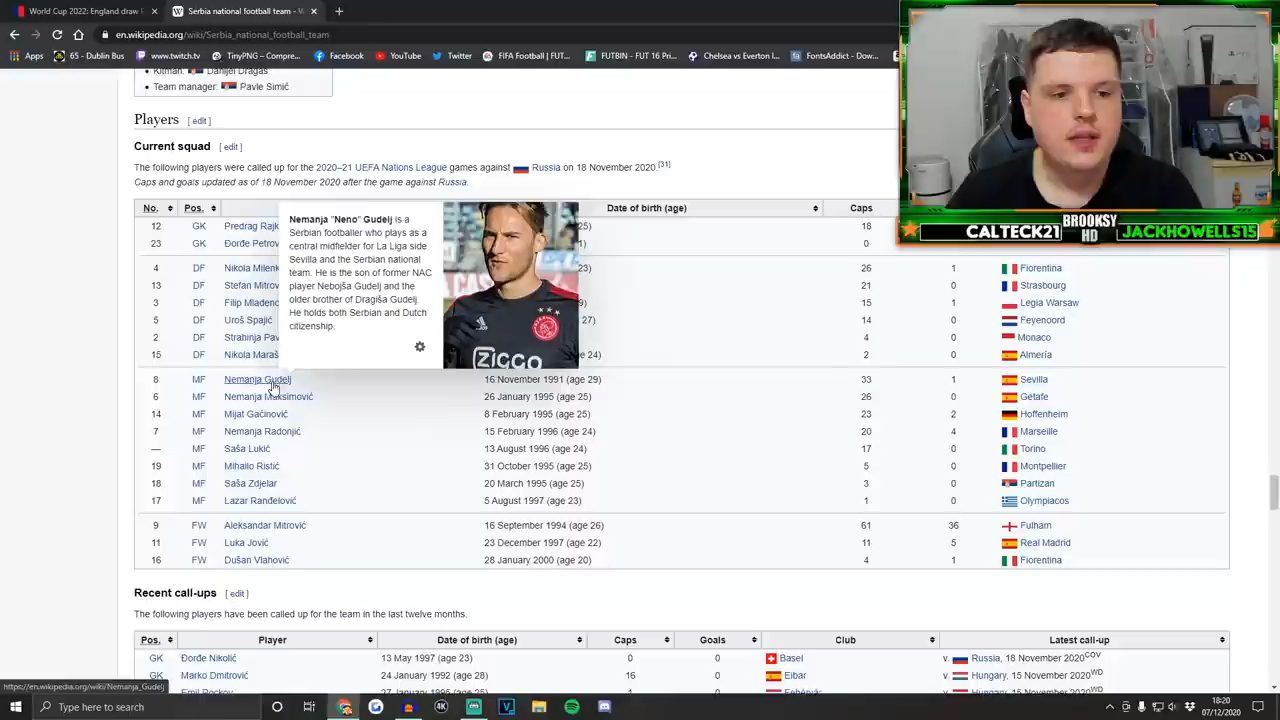 World Cup 2022: England draw P
Serbia national football team - W
en.wikipedia.org/wiki/Serbia_national_football_team
Apps
65 - Dublin Bus
www.twitch.tv
TinyPNG – Compre...
Facebook
YouTube
Twitter
FIFA Football | FUT...
FUTBIN - FUT 16 Pri...
Chelsea vs Everton l...
FontsAddict - Dow...
Kitman: Danijel Dragaš
Team manager: Pavle Simić
Players [ edit ]
Current squad [ edit ]
The following players were called up for the 2020–21 UEFA Nations League games against Russia on 18 November 2020.[31]
Caps and goals updated as of 18 November 2020 after the game against Russia.
No. Pos. Date of birth (age) Caps
12 GK Predrag Rajk 18
23 GK Đorđe Petrov 1) 0
4 DF Nikola Milenk 23) 26 1 Fiorentina
13 DF Stefan Mitrov 21 0 Strasbourg
3 DF Filip Mladeno 9) 15 1 Legia Warsaw
5 DF Uroš Spajić 27) 14 0 Feyenoord
2 DF Strahinja Pav 4 0 Monaco
15 DF Nikola Maraš e 24) 2 0 Almería
Nemanja "Neno" Gudelj is a
Serbian footballer who plays as a
central midfielder for La Liga side
Sevilla and the Serbian national
team. He is the son of former NAC
player Nebojša Gudelj and the
older brother of Dragiša Gudelj.
He holds both Serbian and Dutch
citizenship.
ZIGGO
8 MF Nemanja Gudelj 16 November 1991 (age 29) 33 1 Sevilla
6 MF Nemanja Maksimović 26 January 1995 (age 25) 26 0 Getafe
14 MF Mijat Gaćinović 8 February 1995 (age 25) 23 2 Hoffenheim
7 MF Nemanja Radonjić 15 February 1996 (age 24) 20 4 Marseille
— MF Saša Lukić 13 August 1996 (age 24) 17 0 Torino
19 MF Mihailo Ristić 31 October 1995 (age 25) 5 0 Montpellier
18 MF Saša Zdjelar 20 March 1995 (age 25) 3 0 Partizan
17 MF Lazar Ranđelović 5 August 1997 (age 23) 1 0 Olympiacos
9 FW Aleksandar Mitrović 16 September 1994 (age 26) 61 36 Fulham
11 FW Luka Jović 23 December 1997 (age 22) 11 5 Real Madrid
16 FW Dušan Vlahović 28 January 2000 (age 20) 4 1 Fiorentina
Recent call-ups [ edit ]
The following players have been called up for the team in the last twelve months.
Pos. Player Date of birth (age) Caps Goals Club Latest call-up
GK Đorđe Nikolić 13 May 1997 (age 23) 0 0 Basel v. Russia, 18 November 2020COV
GK Marko Dmitrović 24 January 1992 (age 28) 16 0 Eibar v. Hungary, 15 November 2020WD
https://en.wikipedia.org/wiki/Nemanja_Gudelj
Type here to search
18:20
07/12/2020
CALTECK21
BROOKSY
HD
JACKHOWELLS15